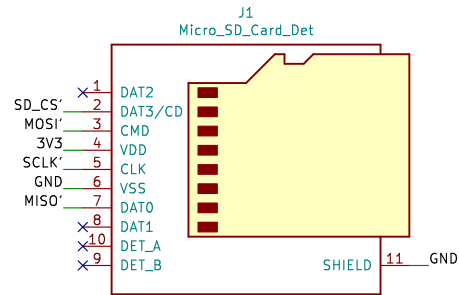 J1
Micro_SD_Card_Det
1 DAT2
SD_CS' 2 DAT3/CD
MOSI' 3 CMD
3V3 4 VDD
SCLK' 5 CLK
GND 6 VSS
MISO' 7 DAT0
8 DAT1
10 DET_A
9 DET_B
SHIELD 11 GND